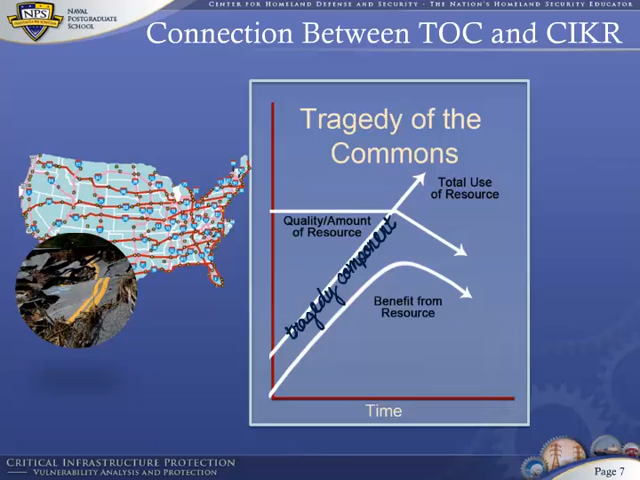 CENTER FOR HOMELAND DEFENSE AND SECURITY · THE NATION'S HOMELAND SECURITY EDUCATOR
NPS
NAVAL
POSTGRADUATE
SCHOOL
Connection Between TOC and CIKR
Tragedy of the
Commons
Total Use
of Resource
Quality/Amount
of Resource
tragedy component
Benefit from
Resource
Time
CRITICAL INFRASTRUCTURE PROTECTION
VULNERABILITY ANALYSIS AND PROTECTION
Page 7